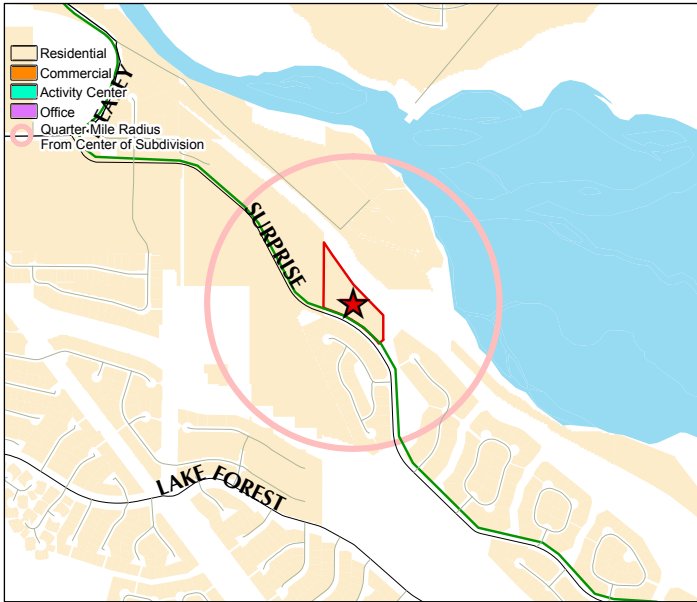 Residential
Commercial
Activity Center
Office
Quarter Mile Radius
From Center of Subdivision
SURPRISE
LAKE FOREST